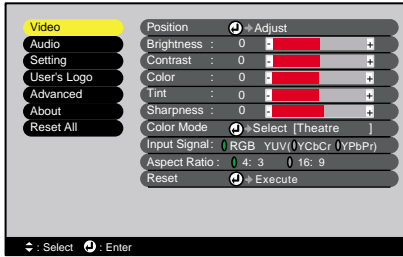 Video
Audio
Setting
User's Logo
Advanced
About
Reset All
Position Adjust
Brightness : 0 - +
Contrast : 0 - +
Color : 0 - +
Tint : 0 - +
Sharpness : 0 - +
Color Mode Select [Theatre ]
Input Signal: RGB YUV( YCbCr YPbPr)
Aspect Ratio : 4: 3 16: 9
Reset Execute
: Select : Enter